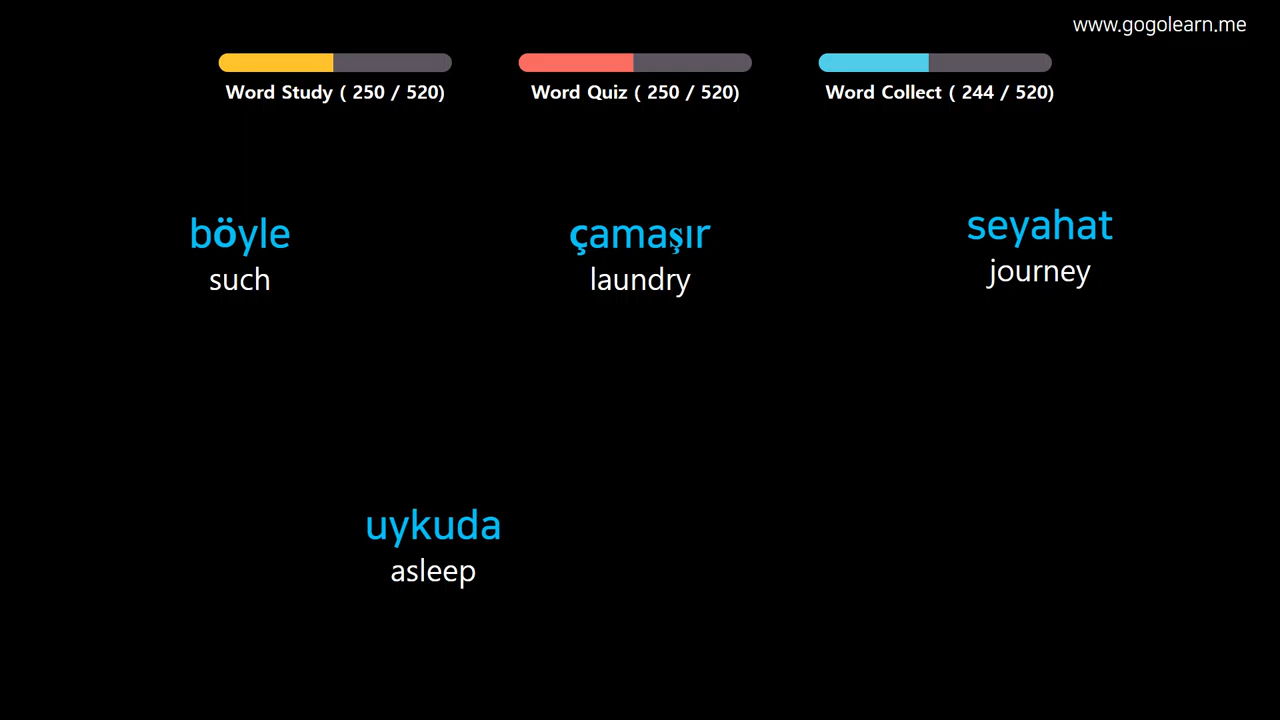 www.gogolearn.me
Word Study ( 250 / 520)
Word Quiz ( 250 / 520)
Word Collect ( 244 / 520)
böyle
such
çamaşır
laundry
seyahat
journey
uykuda
asleep